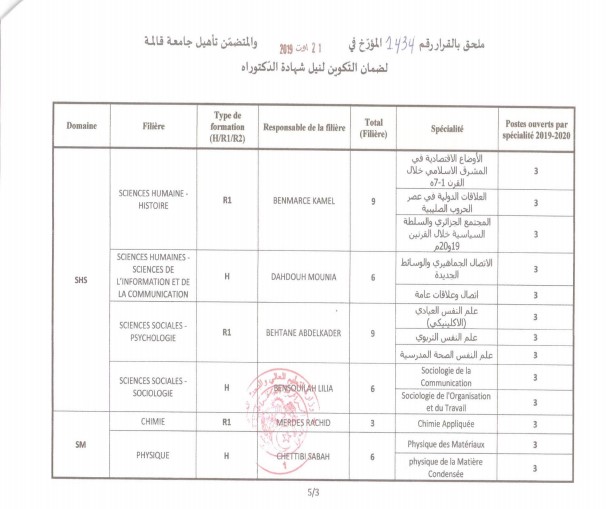 ملحق بالقرار رقم 1434 المؤرّخ في 21 اوت 2019 والمتضمّن تأهيل جامعة قالمة
لضمان التّكوين لنيل شهادة الدّكتوراه
Domaine Filière Type de formation (H/R1/R2) Responsable de la filière Total (Filière) Spécialité Postes ouverts par spécialité 2019-2020
SHS
SCIENCES HUMAINE -
HISTOIRE
R1
BENMARCE KAMEL
9
الأوضاع الاقتصادية في
المشرق الاسلامي خلال
القرن 1-7ه
3
العلاقات الدولية في عصر
الحروب الصليبية
3
المجتمع الجزائري والسلطة
السياسية خلال القرنين
19و20م
3
SCIENCES HUMAINES -
SCIENCES DE
L'INFORMATION ET DE
LA COMMUNICATION
H
DAHDOUH MOUNIA
6
الاتصال الجماهيري والوسائط
الجديدة
3
اتصال وعلاقات عامة
3
SCIENCES SOCIALES -
PSYCHOLOGIE
R1
BEHTANE ABDELKADER
9
علم النفس العيادي
(الاكلينيكي)
3
علم النفس التربوي
3
علم النفس الصحة المدرسية
3
SCIENCES SOCIALES -
SOCIOLOGIE
H
BENSOUILAH LILIA
6
Sociologie de la
Communication
3
Sociologie de l'Organisation
et du Travail
3
SM
CHIMIE
R1
MERDES RACHID
3
Chimie Appliquée
3
PHYSIQUE
H
CHETTIBI SABAH
6
Physique des Matériaux
3
physique de la Matière
Condensée
3
5/3